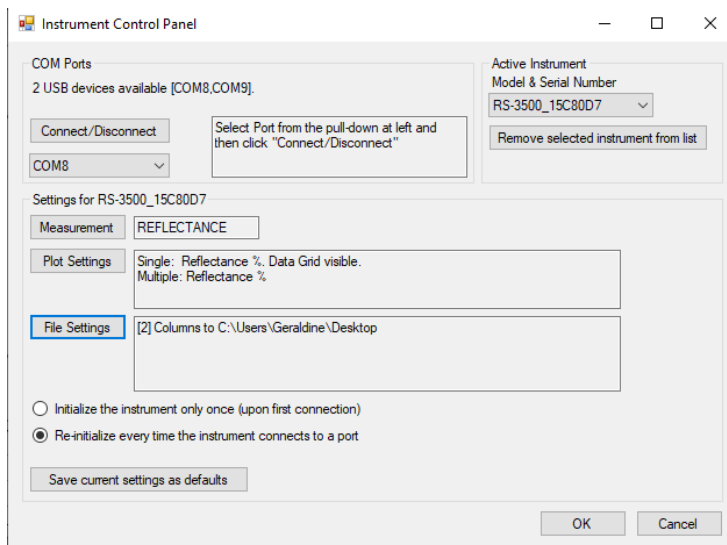 Instrument Control Panel
COM Ports
2 USB devices available [COM8,COM9].
Connect/Disconnect
Select Port from the pull-down at left and
then click "Connect/Disconnect"
COM8
Active Instrument
Model & Serial Number
RS-3500_15C80D7
Remove selected instrument from list
Settings for RS-3500_15C80D7
Measurement
REFLECTANCE
Plot Settings
Single:  Reflectance %. Data Grid visible.
Multiple: Reflectance %
File Settings
[2] Columns to C:\Users\Geraldine\Desktop
Initialize the instrument only once (upon first connection)
Re-initialize every time the instrument connects to a port
Save current settings as defaults
OK
Cancel